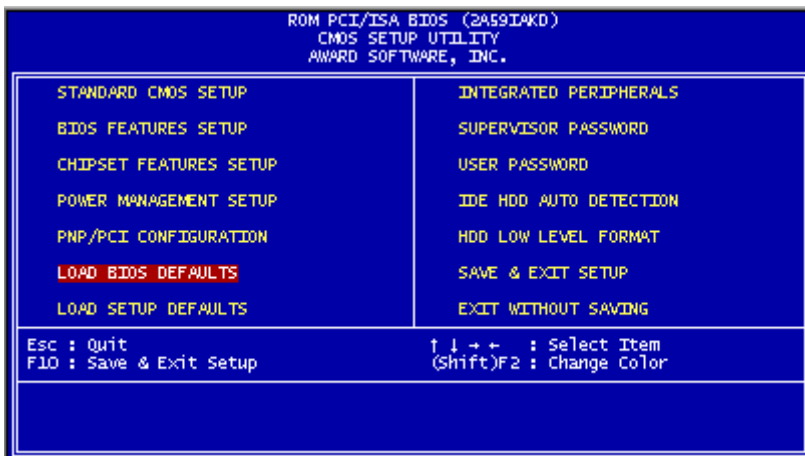 ROM PCI/ISA BIOS (2A59IAKD)
CMOS SETUP UTILITY
AWARD SOFTWARE, INC.
STANDARD CMOS SETUP
BIOS FEATURES SETUP
CHIPSET FEATURES SETUP
POWER MANAGEMENT SETUP
PNP/PCI CONFIGURATION
LOAD BIOS DEFAULTS
LOAD SETUP DEFAULTS
INTEGRATED PERIPHERALS
SUPERVISOR PASSWORD
USER PASSWORD
IDE HDD AUTO DETECTION
HDD LOW LEVEL FORMAT
SAVE & EXIT SETUP
EXIT WITHOUT SAVING
Esc : Quit
F10 : Save & Exit Setup
↑ ↓ → ← : Select Item
(Shift)F2 : Change Color